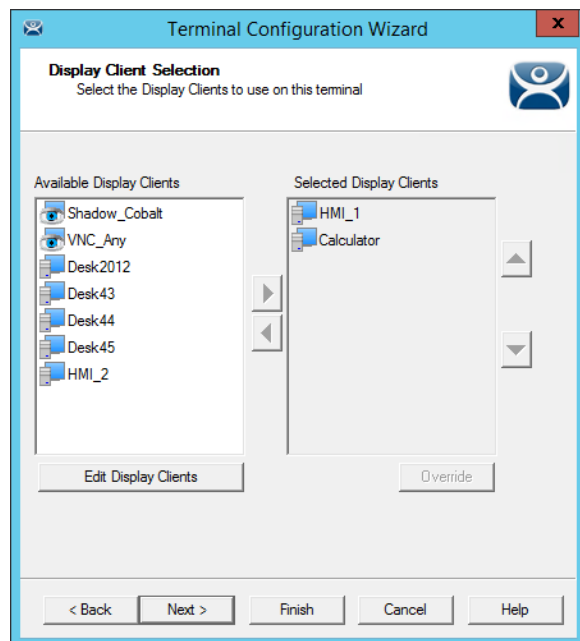 Terminal Configuration Wizard
x
Display Client Selection
Select the Display Clients to use on this terminal
Available Display Clients
Shadow_Cobalt
VNC_Any
Desk2012
Desk43
Desk44
Desk45
HMI_2
Edit Display Clients
Selected Display Clients
HMI_1
Calculator
Override
< Back
Next >
Finish
Cancel
Help